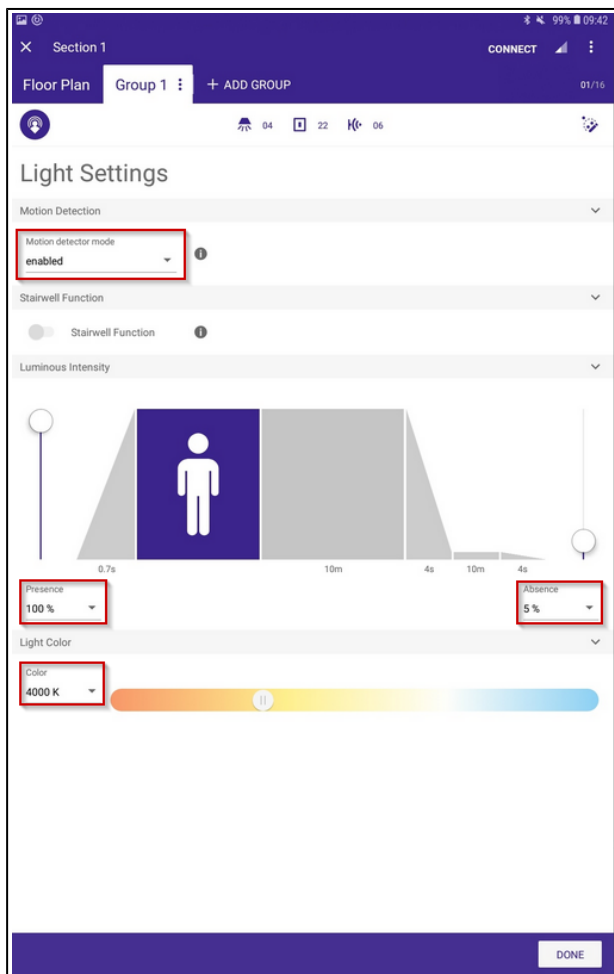 99% 09:42
Section 1 CONNECT
Floor Plan Group 1 + ADD GROUP 01/16
04 22 06
Light Settings
Motion Detection
Motion detector mode
enabled
Stairwell Function
Stairwell Function
Luminous Intensity
0.7s 10m 4s 10m 4s
Presence Absence
100 % 5 %
Light Color
Color
4000 K
DONE